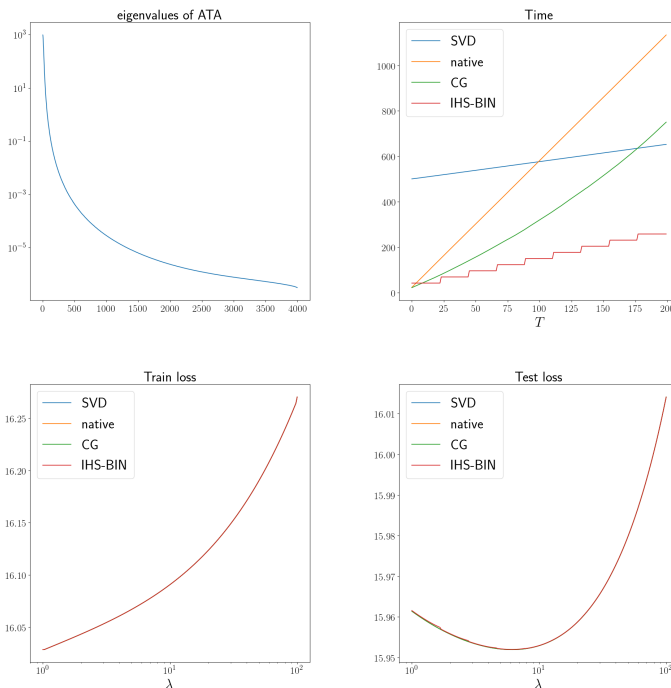 eigenvalues of ATA
10³
10¹
10⁻¹
10⁻³
10⁻⁵
0 500 1000 1500 2000 2500 3000 3500 4000
Time
SVD
native
CG
IHS-BIN
1000
800
600
400
200
0
0 25 50 75 100 125 150 175 200
T
Train loss
SVD
native
CG
IHS-BIN
16.25
16.20
16.15
16.10
16.05
10⁰ 10¹ 10²
λ
Test loss
SVD
native
CG
IHS-BIN
16.01
16.00
15.99
15.98
15.97
15.96
15.95
10⁰ 10¹ 10²
λ